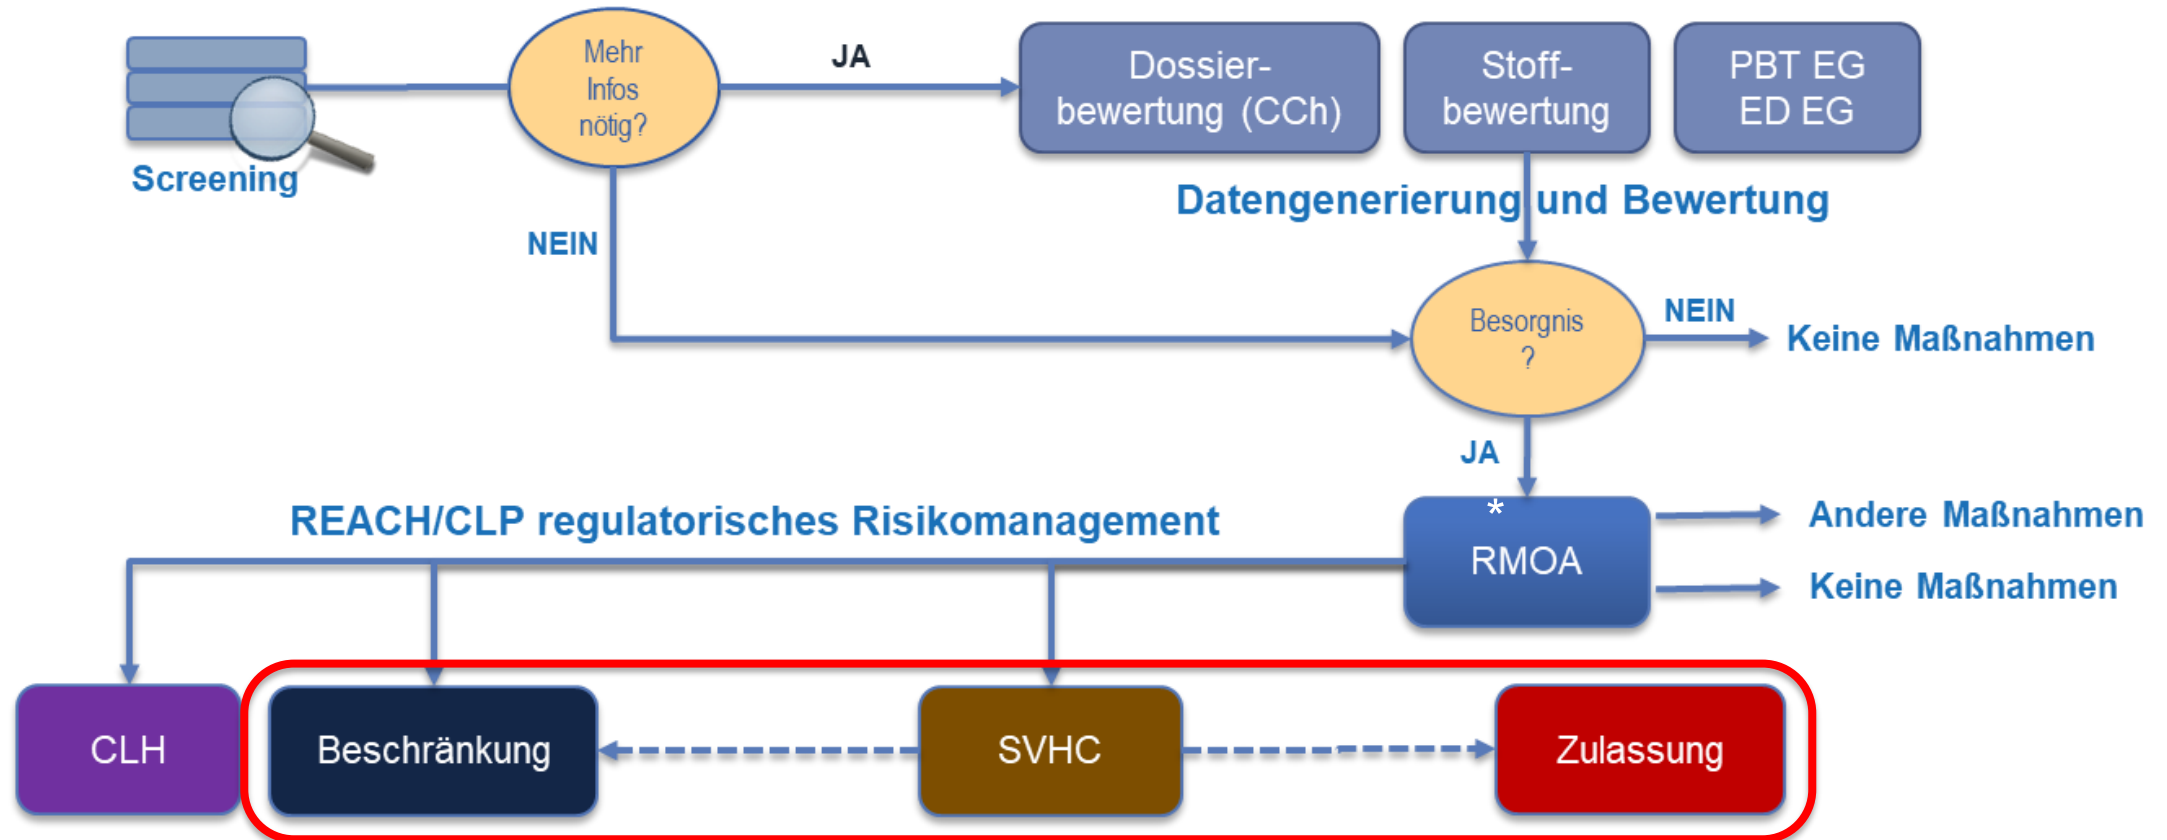 Mehr
Infos
nötig?
JA
Dossier-
bewertung (CCh)
Stoff-
bewertung
PBT EG
ED EG
Screening
Datengenerierung und Bewertung
NEIN
Besorgnis
?
NEIN
Keine Maßnahmen
JA
REACH/CLP regulatorisches Risikomanagement
*
RMOA
Andere Maßnahmen
Keine Maßnahmen
CLH
Beschränkung
SVHC
Zulassung